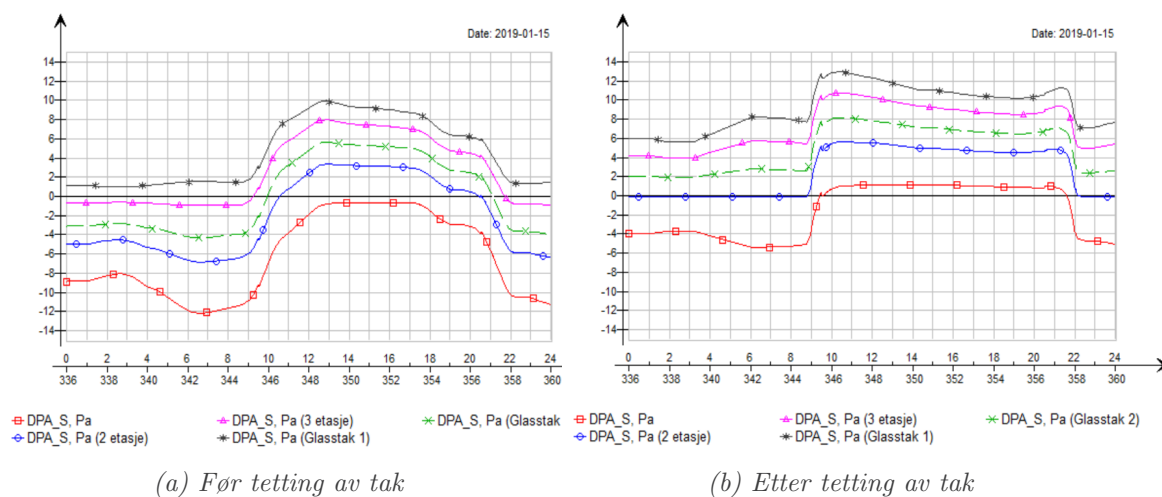 Date: 2019-01-15
14
12
10
8
6
4
2
0
-2
-4
-6
-8
-10
-12
-14
0 2 4 6 8 10 12 14 16 18 20 22 24
336 338 340 342 344 346 348 350 352 354 356 358 360
DPA_S, Pa
DPA_S, Pa (3 etasje)
DPA_S, Pa (Glasstak
DPA_S, Pa (2 etasje)
DPA_S, Pa (Glasstak 1)
(a) Før tetting av tak
Date: 2019-01-15
14
12
10
8
6
4
2
0
-2
-4
-6
-8
-10
-12
-14
0 2 4 6 8 10 12 14 16 18 20 22 24
336 338 340 342 344 346 348 350 352 354 356 358 360
DPA_S, Pa
DPA_S, Pa (3 etasje)
DPA_S, Pa (Glasstak 2)
DPA_S, Pa (2 etasje)
DPA_S, Pa (Glasstak 1)
(b) Etter tetting av tak